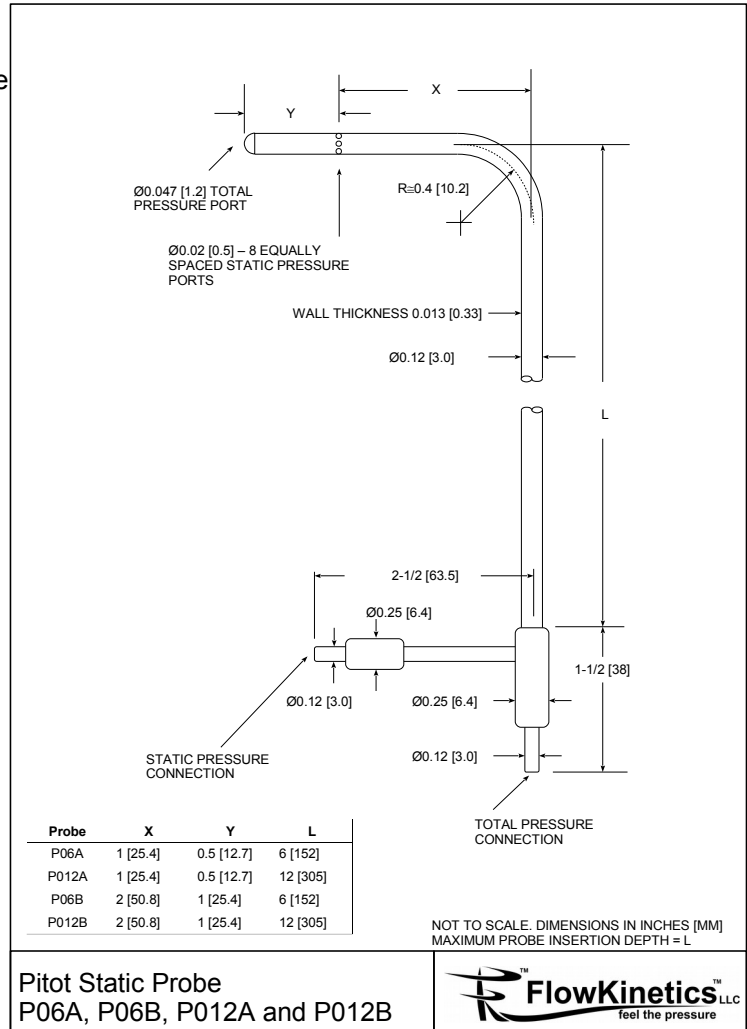 e
X
Y
Ø0.047 [1.2] TOTAL
PRESSURE PORT
R≅0.4 [10.2]
Ø0.02 [0.5] – 8 EQUALLY
SPACED STATIC PRESSURE
PORTS
WALL THICKNESS 0.013 [0.33]
Ø0.12 [3.0]
L
2-1/2 [63.5]
Ø0.25 [6.4]
1-1/2 [38]
Ø0.12 [3.0]
Ø0.25 [6.4]
STATIC PRESSURE
CONNECTION
Ø0.12 [3.0]
TOTAL PRESSURE
CONNECTION
Probe X Y L
P06A 1 [25.4] 0.5 [12.7] 6 [152]
P012A 1 [25.4] 0.5 [12.7] 12 [305]
P06B 2 [50.8] 1 [25.4] 6 [152]
P012B 2 [50.8] 1 [25.4] 12 [305]
NOT TO SCALE. DIMENSIONS IN INCHES [MM]
MAXIMUM PROBE INSERTION DEPTH = L
Pitot Static Probe
P06A, P06B, P012A and P012B
™ FlowKinetics™ LLC
feel the pressure